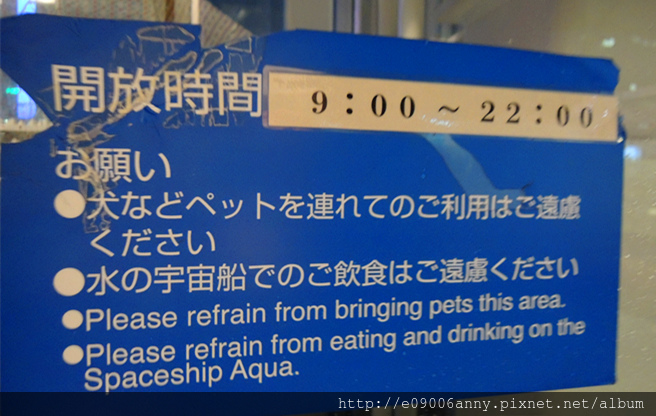 開放時間 9:00 ~ 22:00
お願い
●犬などペットを連れてのご利用はご遠慮
ください
●水の宇宙船でのご飲食はご遠慮ください
●Please refrain from bringing pets this area.
●Please refrain from eating and drinking on the
Spaceship Aqua.
http://e09006anny.pixnet.net/album